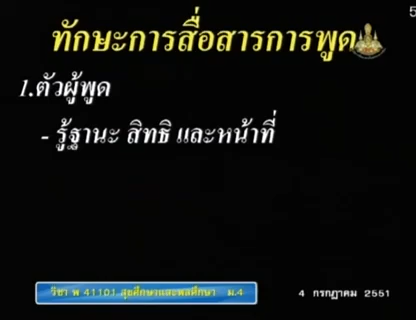 5
ทักษะการสื่อสารการพูด
1.ตัวผู้พูด
- รู้ฐานะ สิทธิ และหน้าที่
วิชา พ 41101 สุขศึกษาและพลศึกษา ม.4
4 กรกฎาคม 2551